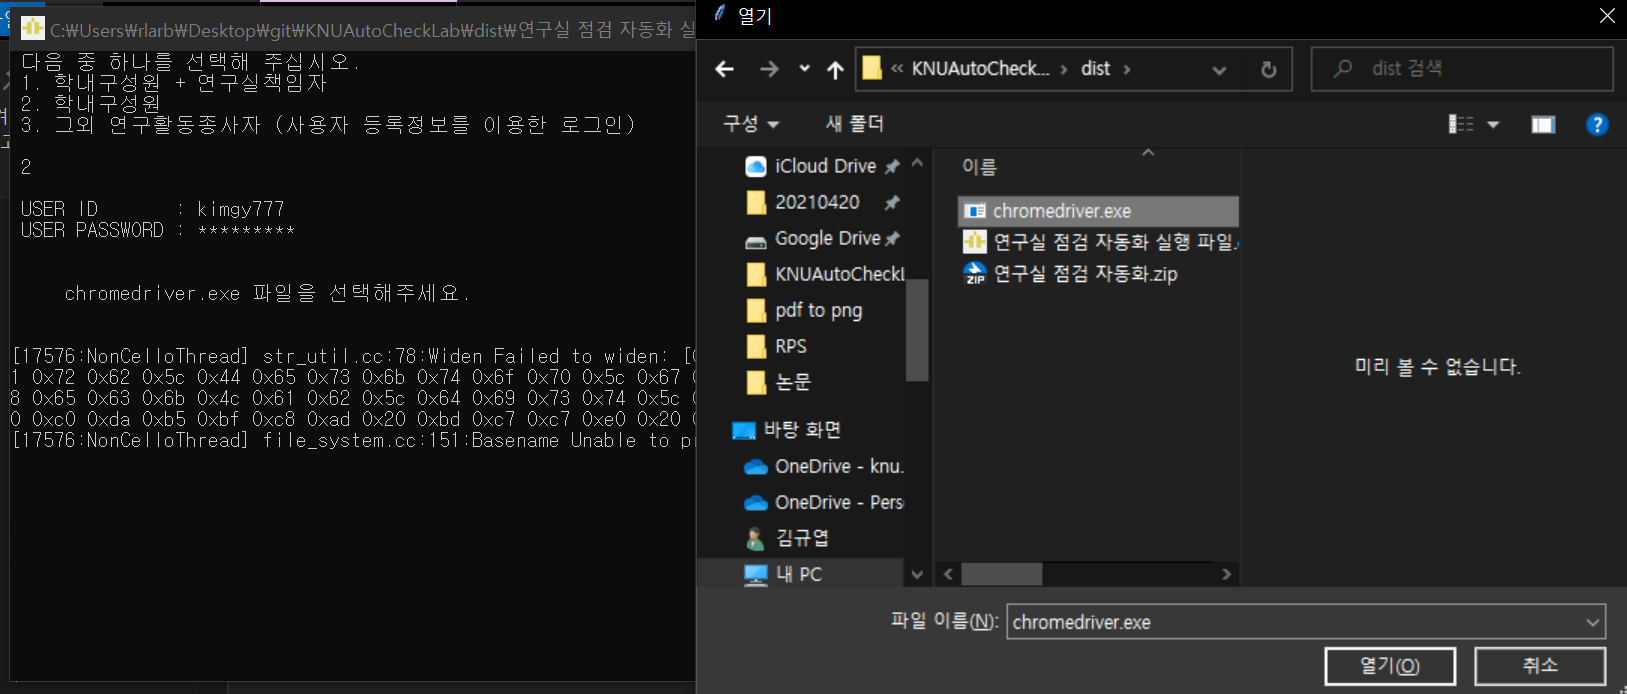 C:₩Users₩rlarb₩Desktop₩git₩KNUAutoCheckLab₩dist₩연구실 점검 자동화 실
다음 중 하나를 선택해 주십시오.
1. 학내구성원 + 연구실책임자
2. 학내구성원
3. 그외 연구활동종사자 (사용자 등록정보를 이용한 로그인)
2
USER ID : kimgy777
USER PASSWORD : *********
chromedriver.exe 파일을 선택해주세요.
[17576:NonCelloThread] str_util.cc:78:Widen Failed to widen: [
1 0x72 0x62 0x5c 0x44 0x65 0x73 0x6b 0x74 0x6f 0x70 0x5c 0x67
8 0x65 0x63 0x6b 0x4c 0x61 0x62 0x5c 0x64 0x69 0x73 0x74 0x5c
0 0xc0 0xda 0xb5 0xbf 0xc8 0xad 0x20 0xbd 0xc7 0xc7 0xe0 0x20
[17576:NonCelloThread] file_system.cc:151:Basename Unable to p
열기
« KNUAutoCheck... › dist ›
dist 검색
구성
새 폴더
iCloud Drive
20210420
Google Drive
KNUAutoCheckL
pdf to png
RPS
논문
바탕 화면
OneDrive - knu.
OneDrive - Pers
김규엽
내 PC
이름
chromedriver.exe
연구실 점검 자동화 실행 파일.
연구실 점검 자동화.zip
미리 볼 수 없습니다.
파일 이름(N): chromedriver.exe
열기(O)
취소